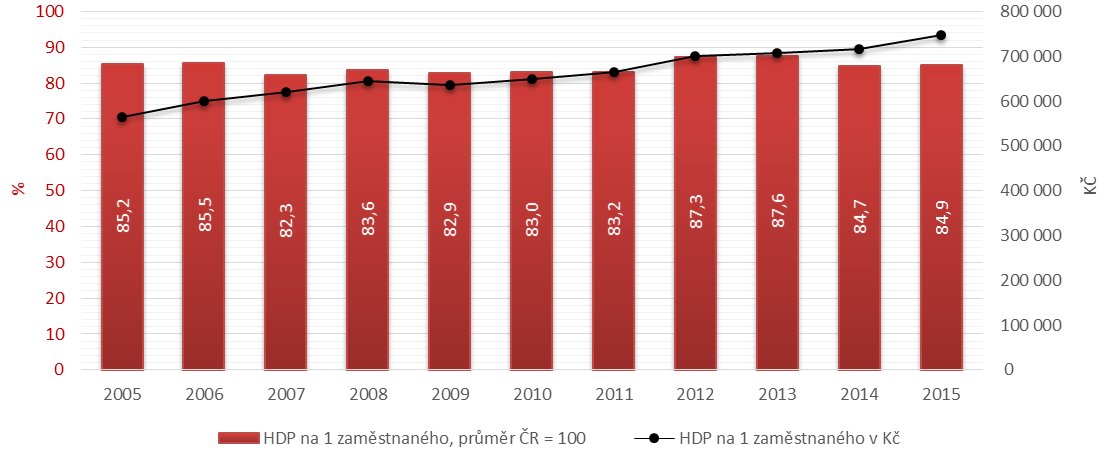 100 800 000
90 700 000
80 600 000
70 500 000
60 400 000
50 300 000
40 200 000
30 100 000
20 0
10
0
%
KČ
85,2 85,5 82,3 83,6 82,9 83,0 83,2 87,3 87,6 84,7 84,9
2005 2006 2007 2008 2009 2010 2011 2012 2013 2014 2015
HDP na 1 zaměstnaného, průměr ČR = 100 HDP na 1 zaměstnaného v Kč